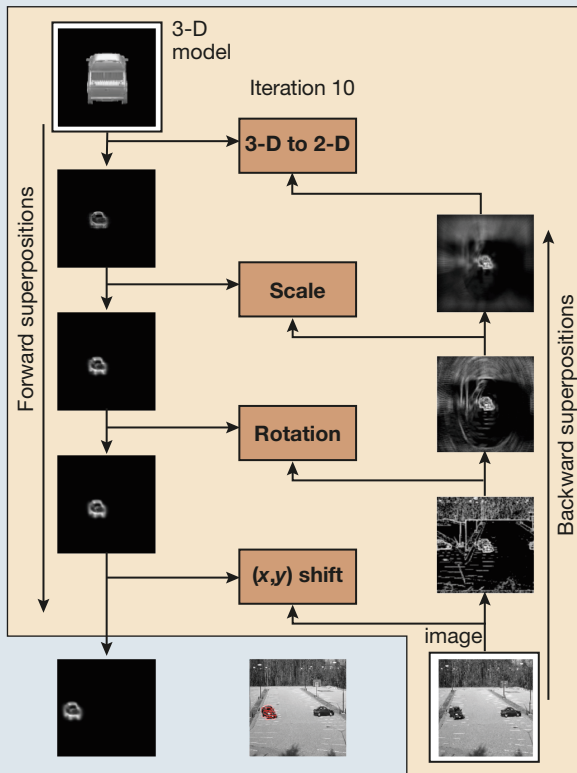 3-D
model
Iteration 10
3-D to 2-D
Forward superpositions
Scale
Backward superpositions
Rotation
(x,y) shift
image